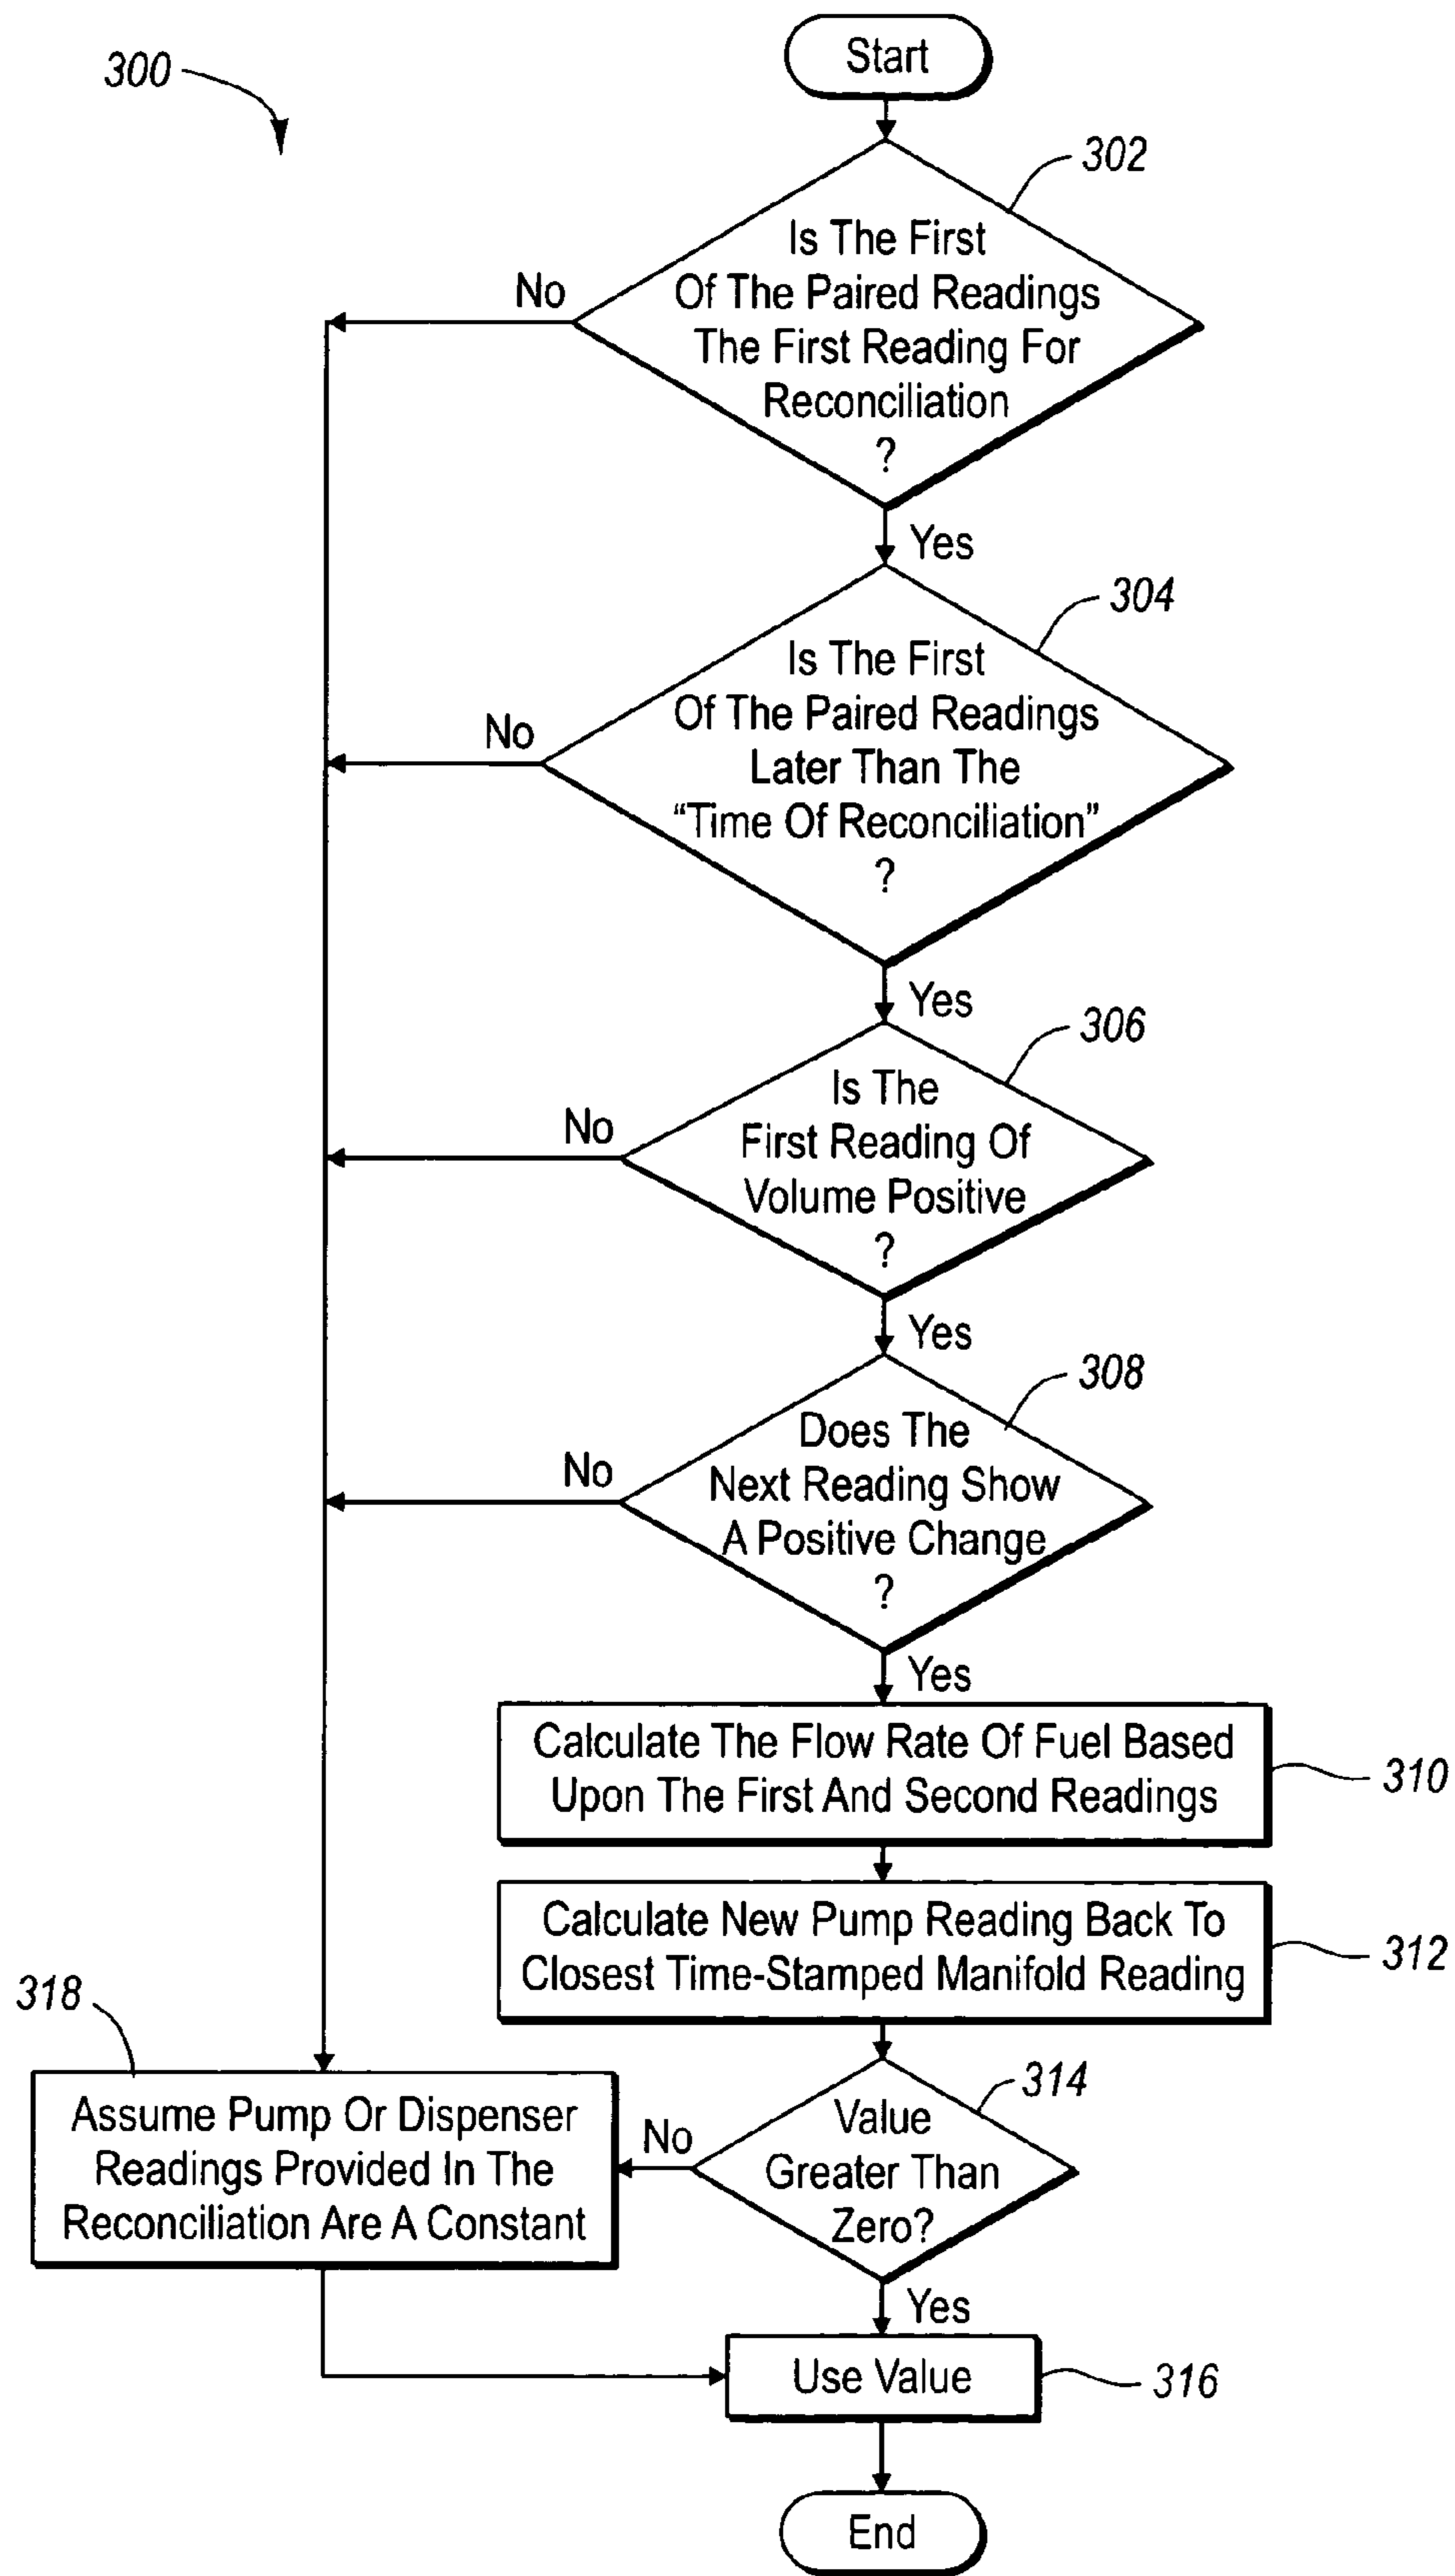 Start
300
302
Is The First
Of The Paired Readings
The First Reading For
Reconciliation
?
No
Yes
304
Is The First
Of The Paired Readings
Later Than The
“Time Of Reconciliation”
?
No
Yes
306
Is The
First Reading Of
Volume Positive
?
No
Yes
308
Does The
Next Reading Show
A Positive Change
?
No
Yes
Calculate The Flow Rate Of Fuel Based
Upon The First And Second Readings
310
Calculate New Pump Reading Back To
Closest Time-Stamped Manifold Reading
312
318
Assume Pump Or Dispenser
Readings Provided In The
Reconciliation Are A Constant
314
Value
Greater Than
Zero?
No
Yes
Use Value
316
End